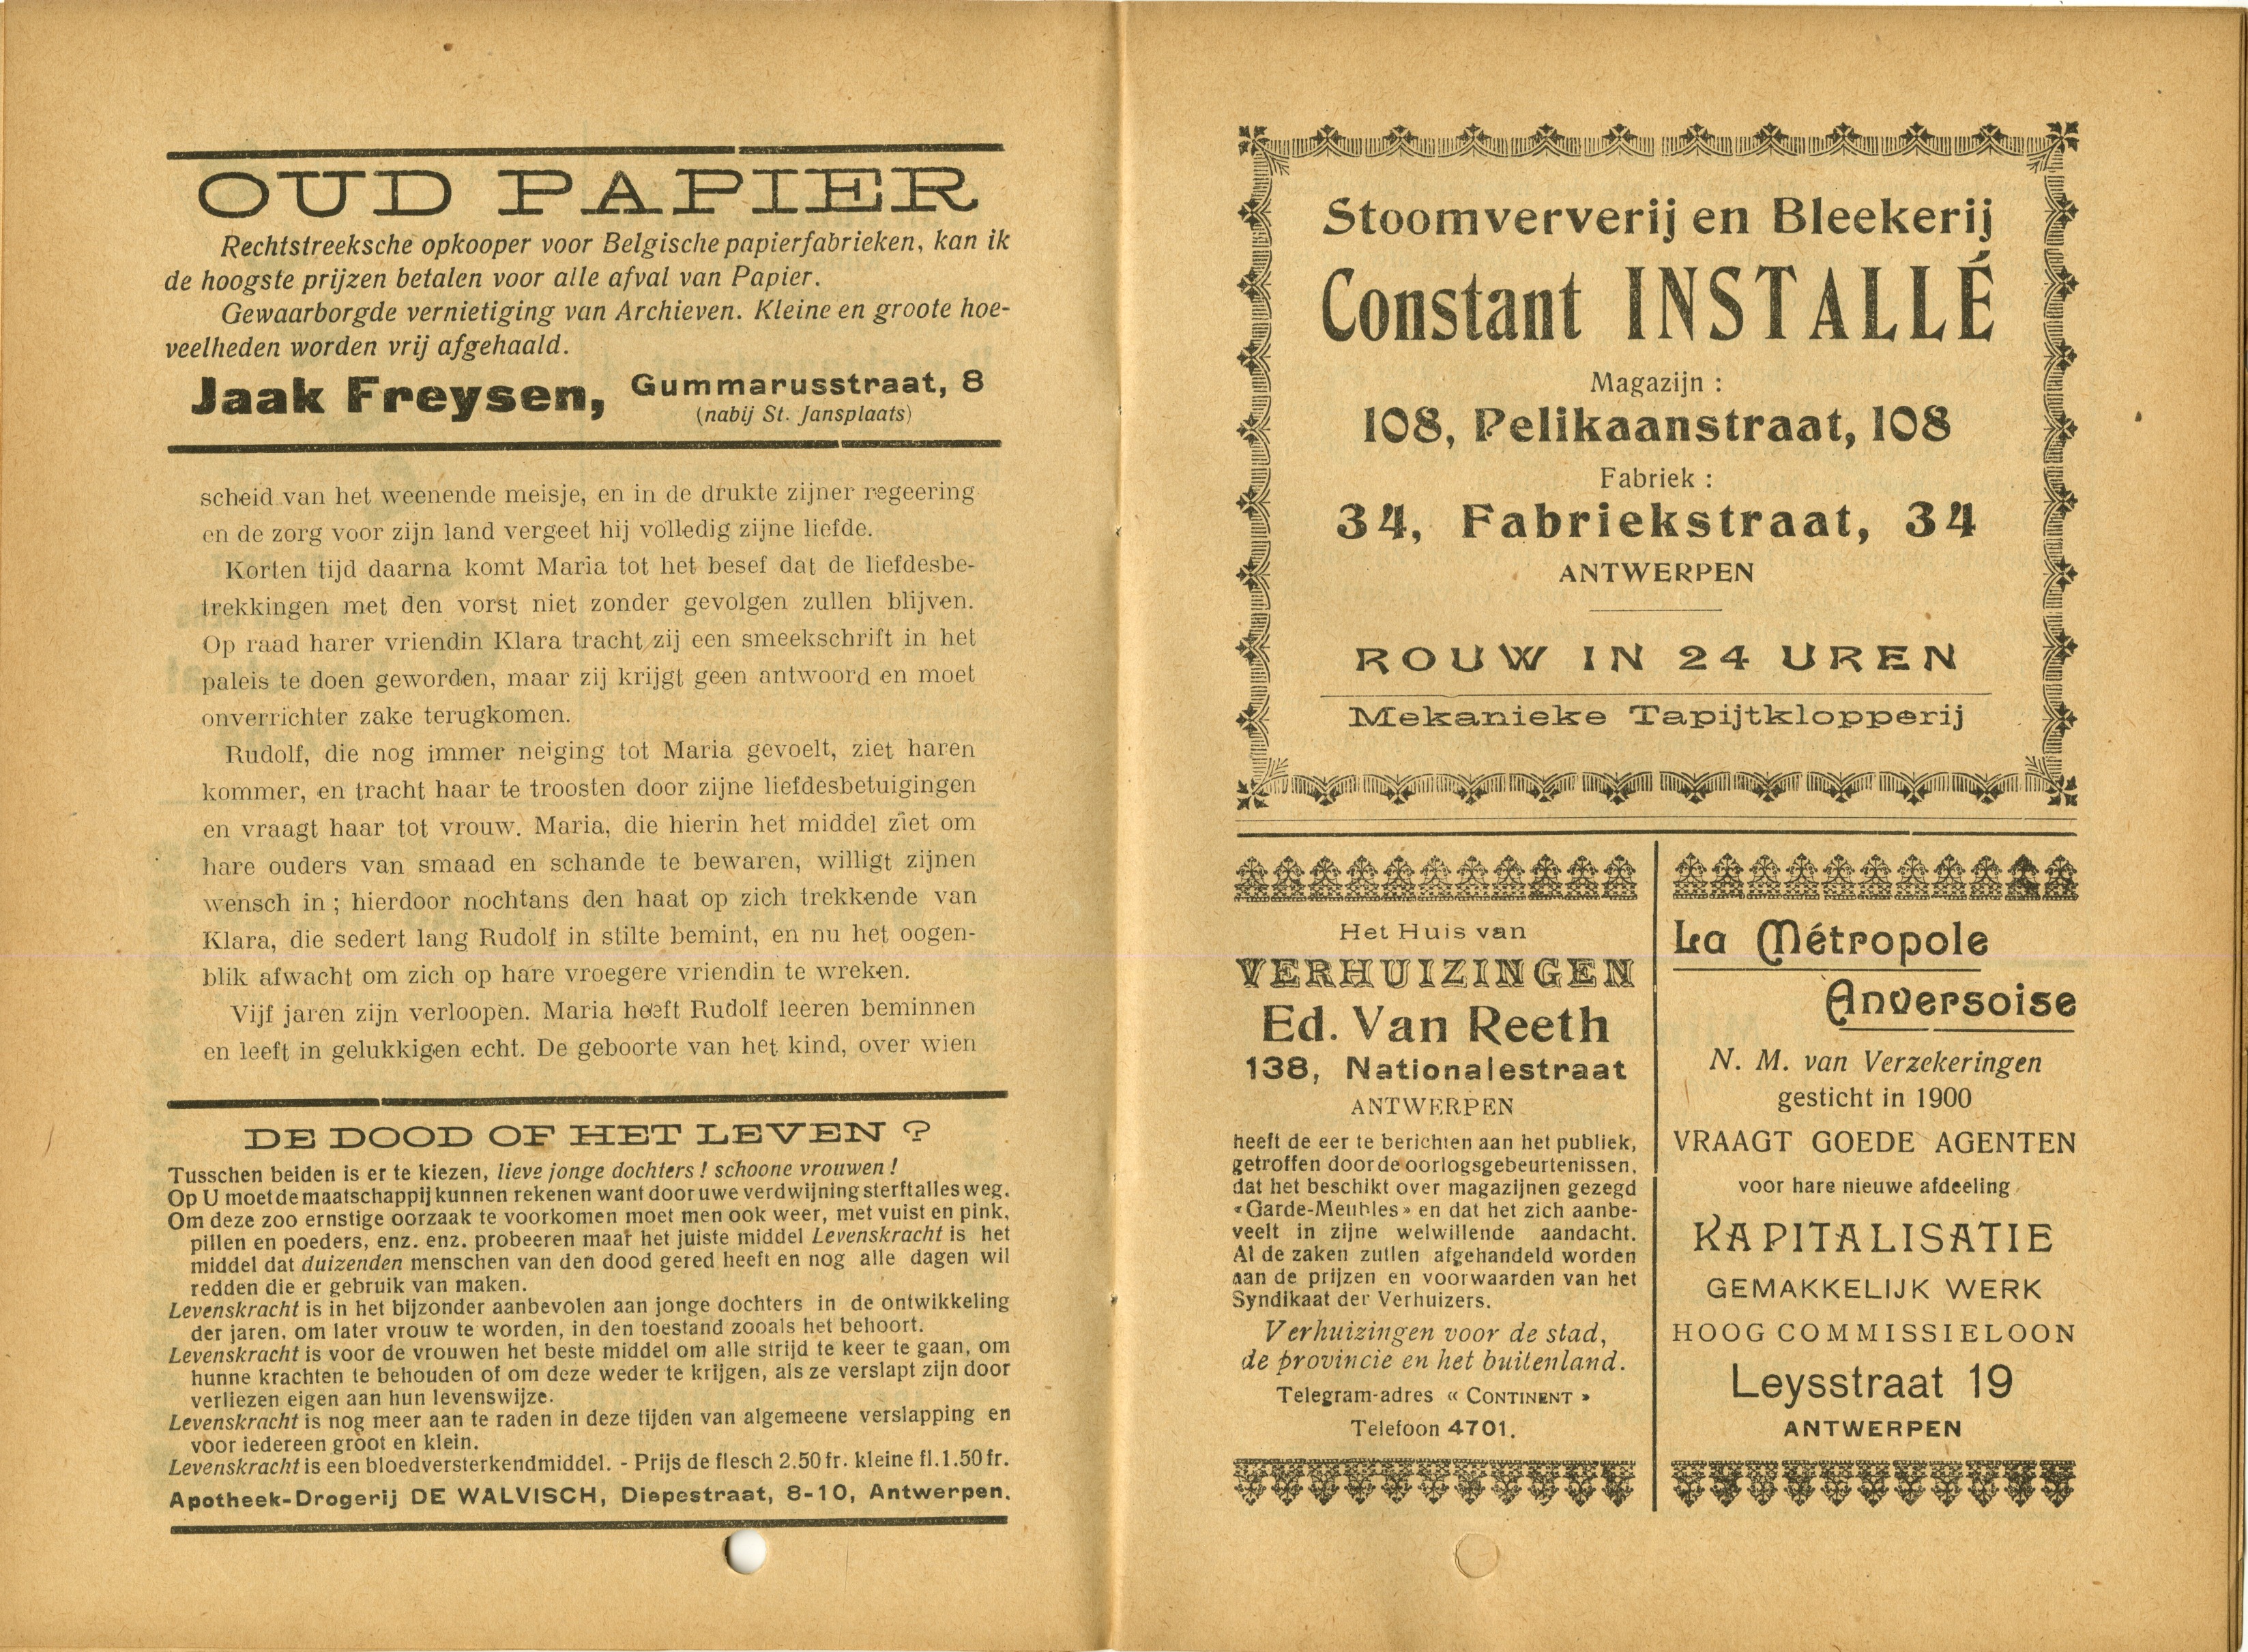 OUD PAPIER
Rechtstreeksche opkooper voor Belgische papierfabrieken, kan ik
de hoogste prijzen betalen voor alle afval van Papier.
Gewaarborgde vernietiging van Archieven. Kleine en groote hoe-
veelheden worden vrij afgehaald.
Jaak Freysen, Gummarusstraat, 8
(nabij St. Jansplaats)
scheid van het weenende meisje, en in de drukte zijner regeering
en de zorg voor zijn land vergeet hij volledig zijne liefde.
Korten tijd daarna komt Maria tot het besef dat de liefdesbe-
trekkingen met den vorst niet zonder gevolgen zullen blijven.
Op raad harer vriendin Klara tracht zij een smeekschrift in het
paleis te doen geworden, maar zij krijgt geen antwoord en moet
onverrichter zake terugkomen.
Rudolf, die nog immer neiging tot Maria gevoelt, ziet haren
kommer, en tracht haar te troosten door zijne liefdesbetuigingen
en vraagt haar tot vrouw. Maria, die hierin het middel ziet om
hare ouders van smaad en schande te bewaren, willigt zijnen
wensch in ; hierdoor nochtans den haat op zich trekkende van
Klara, die sedert lang Rudolf in stilte bemint, en nu het oogen-
blik afwacht om zich op hare vroegere vriendin te wreken.
Vijf jaren zijn verloopen. Maria heeft Rudolf leeren beminnen
en leeft in gelukkigen echt. De geboorte van het kind, over wien
DE DOOD OF HET LEVEN ?
Tusschen beiden is er te kiezen, lieve jonge dochters ! schoone vrouwen !
Op U moet de maatschappij kunnen rekenen want door uwe verdwijning sterft alles weg.
Om deze zoo ernstige oorzaak te voorkomen moet men ook weer, met vuist en pink,
pillen en poeders, enz. enz. probeeren maar het juiste middel Levenskracht is het
middel dat duizenden menschen van den dood gered heeft en nog alle dagen wil
redden die er gebruik van maken.
Levenskracht is in het bijzonder aanbevolen aan jonge dochters in de ontwikkeling
der jaren, om later vrouw te worden, in den toestand zooals het behoort.
Levenskracht is voor de vrouwen het beste middel om alle strijd te keer te gaan, om
hunne krachten te behouden of om deze weder te krijgen, als ze verslapt zijn door
verliezen eigen aan hun levenswijze.
Levenskracht is nog meer aan te raden in deze tijden van algemeene verslapping en
voor iedereen groot en klein.
Levenskracht is een bloedversterkendmiddel. - Prijs de flesch 2.50 fr. kleine fl. 1.50 fr.
Apotheek-Drogerij DE WALVISCH, Diepestraat, 8-10, Antwerpen.
Stoomververij en Bleekerij
Constant INSTALLÉ
Magazijn :
108, Pelikaanstraat, 108
Fabriek :
34, Fabriekstraat, 34
ANTWERPEN
ROUW IN 24 UREN
Mekanieke Tapijtklopperij
Het Huis van
VERHUIZINGEN
Ed. Van Reeth
138, Nationalestraat
ANTWERPEN
heeft de eer te berichten aan het publiek,
getroffen door de oorlogsgebeurtenissen,
dat het beschikt over magazijnen gezegd
« Garde-Meubles » en dat het zich aanbe-
veelt in zijne welwillende aandacht.
Al de zaken zullen afgehandeld worden
aan de prijzen en voorwaarden van het
Syndikaat der Verhuizers.
Verhuizingen voor de stad,
de provincie en het buitenland.
Telegram-adres « CONTINENT »
Telefoon 4701.
La Métropole
Anversoise
N. M. van Verzekeringen
gesticht in 1900
VRAAGT GOEDE AGENTEN
voor hare nieuwe afdeeling
KAPITALISATIE
GEMAKKELIJK WERK
HOOG COMMISSIELOON
Leysstraat 19
ANTWERPEN